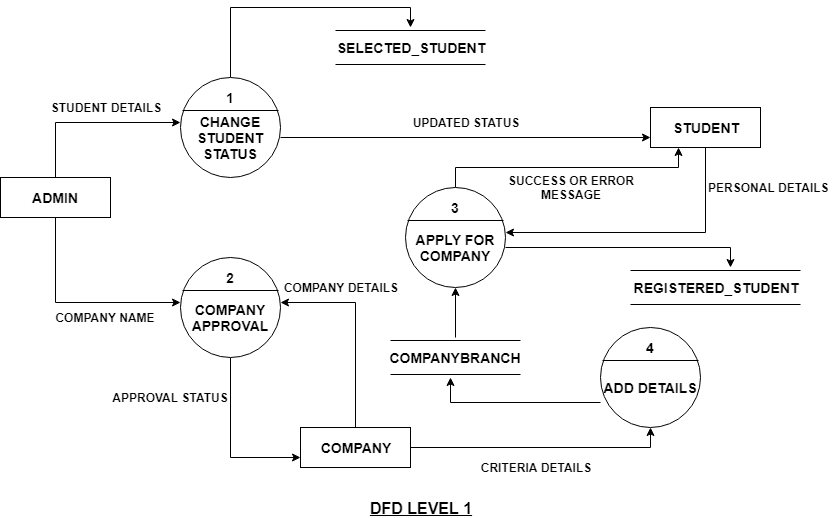 SELECTED_STUDENT
STUDENT DETAILS
1
CHANGE
STUDENT
STATUS
UPDATED STATUS
STUDENT
ADMIN
SUCCESS OR ERROR
MESSAGE
PERSONAL DETAILS
3
APPLY FOR
COMPANY
2
COMPANY
APPROVAL
COMPANY DETAILS
REGISTERED_STUDENT
COMPANY NAME
COMPANYBRANCH
4
ADD DETAILS
APPROVAL STATUS
COMPANY
CRITERIA DETAILS
DFD LEVEL 1